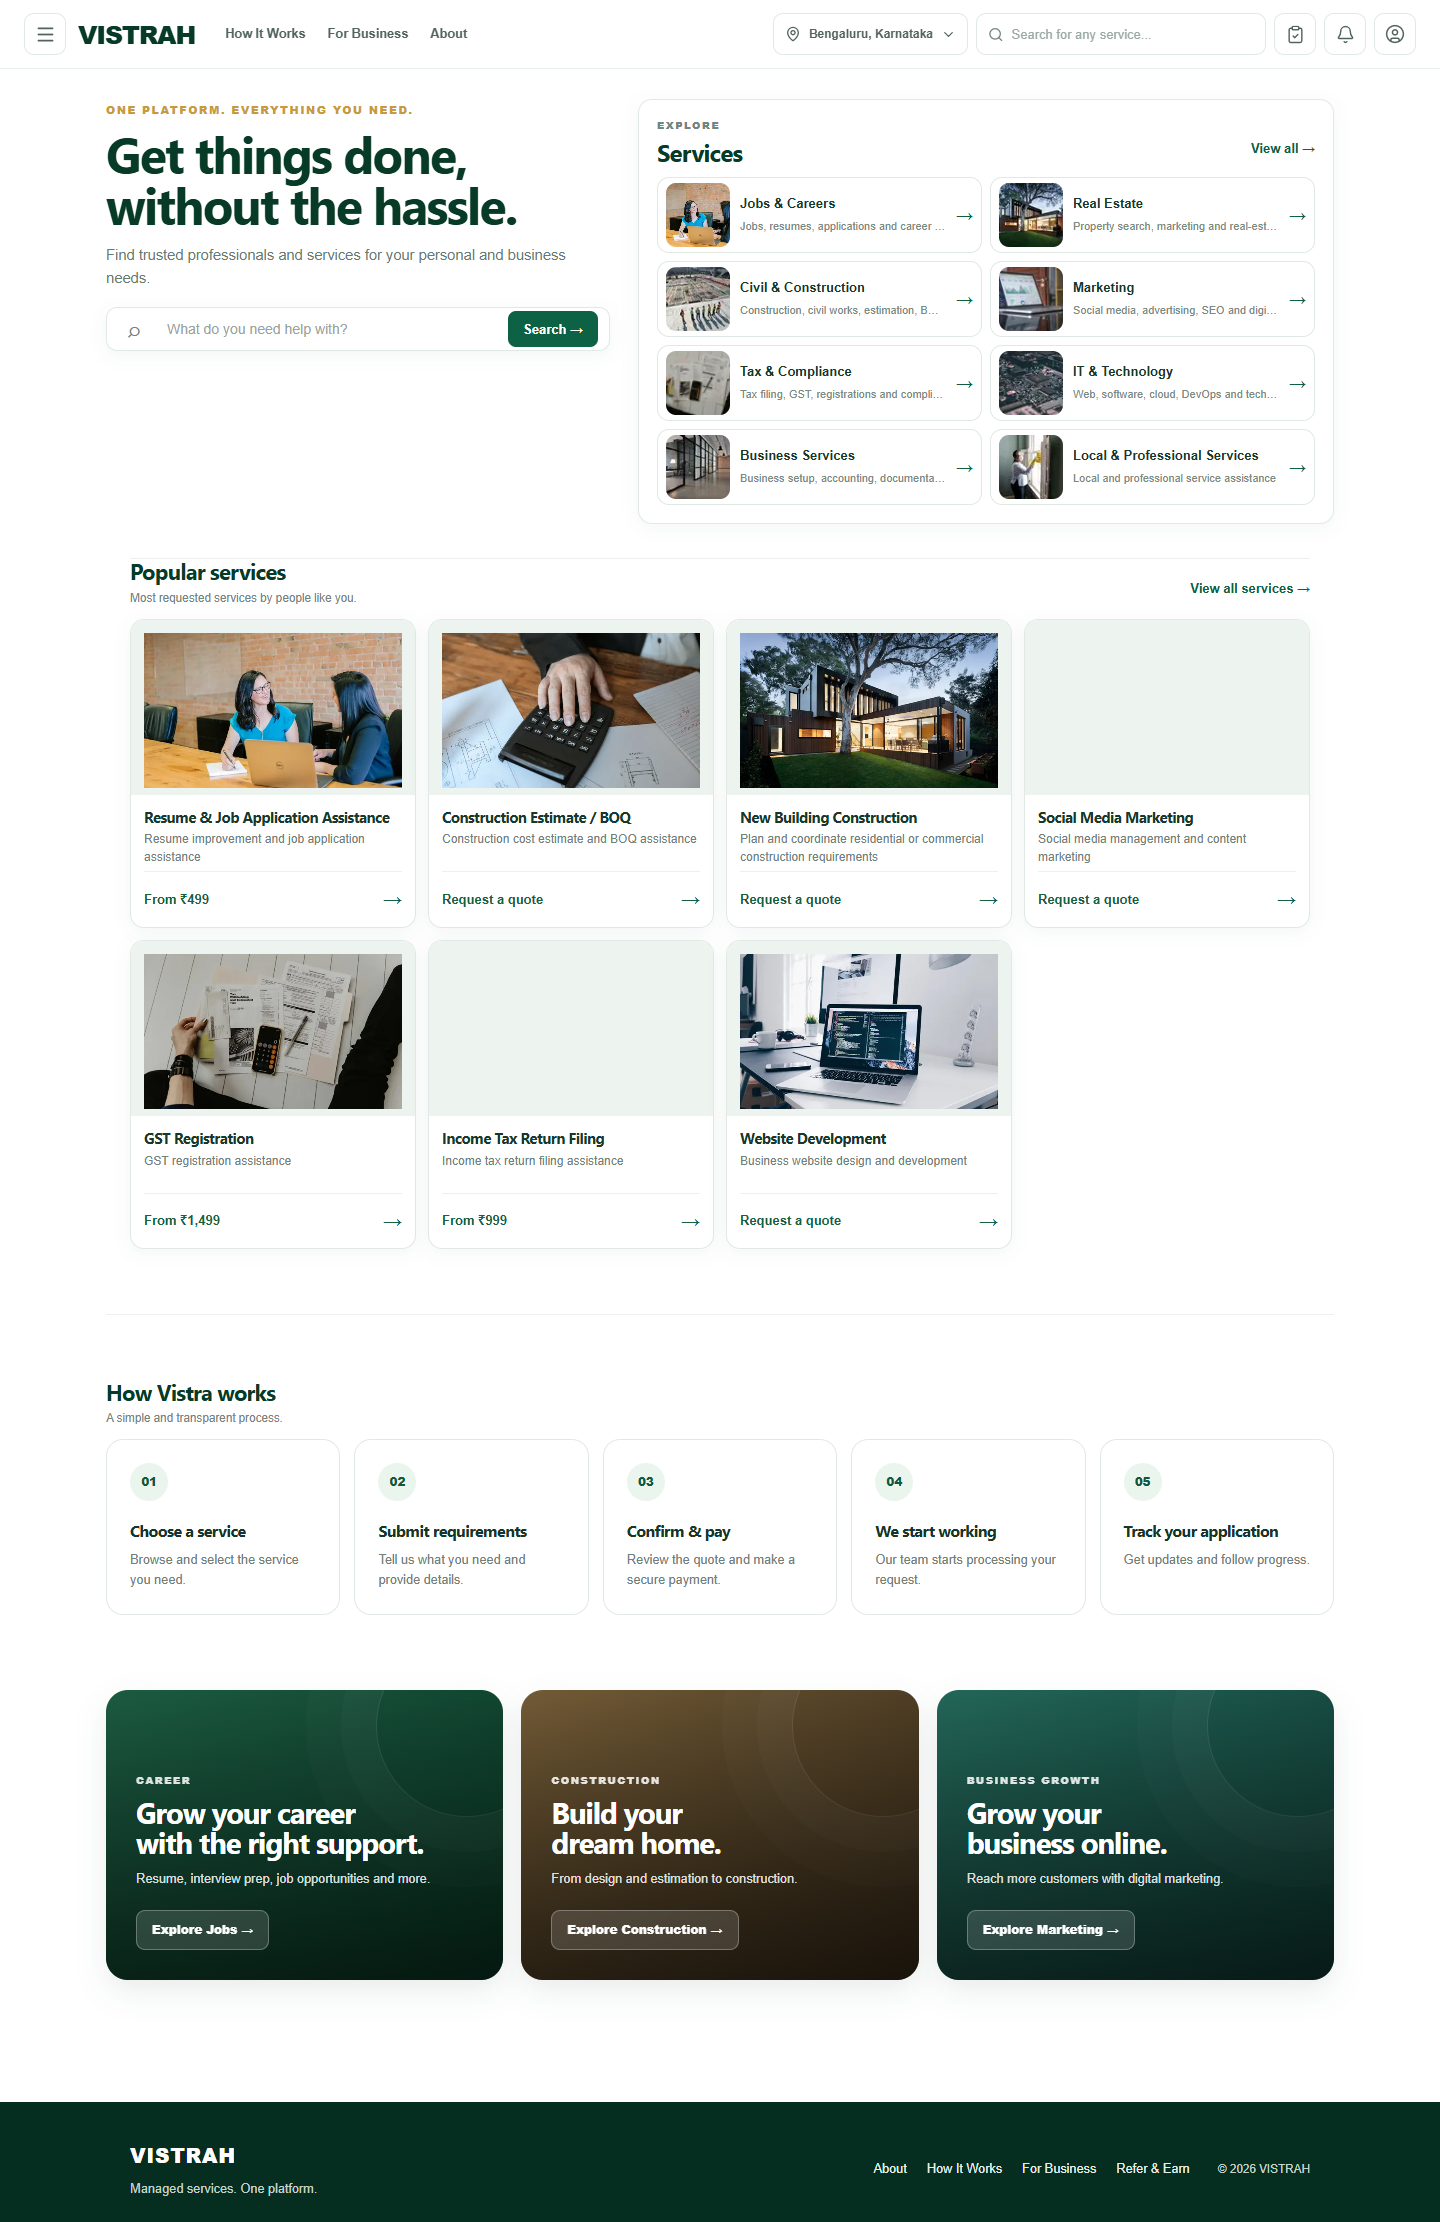 VISTRAH
How It Works
For Business
About
Bengaluru, Karnataka
Search for any service...
ONE PLATFORM. EVERYTHING YOU NEED.
Get things done,
without the hassle.
Find trusted professionals and services for your personal and business
needs.
What do you need help with?
Search →
EXPLORE
Services
View all →
Jobs & Careers
Jobs, resumes, applications and career ...
Real Estate
Property search, marketing and real-est...
Civil & Construction
Construction, civil works, estimation, B...
Marketing
Social media, advertising, SEO and digi...
Tax & Compliance
Tax filing, GST, registrations and compli...
IT & Technology
Web, software, cloud, DevOps and tech...
Business Services
Business setup, accounting, documenta...
Local & Professional Services
Local and professional service assistance
Popular services
Most requested services by people like you.
View all services →
Resume & Job Application Assistance
Resume improvement and job application
assistance
From ₹499 →
Construction Estimate / BOQ
Construction cost estimate and BOQ assistance
Request a quote →
New Building Construction
Plan and coordinate residential or commercial
construction requirements
Request a quote →
Social Media Marketing
Social media management and content
marketing
Request a quote →
GST Registration
GST registration assistance
From ₹1,499 →
Income Tax Return Filing
Income tax return filing assistance
From ₹999 →
Website Development
Business website design and development
Request a quote →
How Vistra works
A simple and transparent process.
01
Choose a service
Browse and select the service
you need.
02
Submit requirements
Tell us what you need and
provide details.
03
Confirm & pay
Review the quote and make a
secure payment.
04
We start working
Our team starts processing your
request.
05
Track your application
Get updates and follow progress.
CAREER
Grow your career
with the right support.
Resume, interview prep, job opportunities and more.
Explore Jobs →
CONSTRUCTION
Build your
dream home.
From design and estimation to construction.
Explore Construction →
BUSINESS GROWTH
Grow your
business online.
Reach more customers with digital marketing.
Explore Marketing →
VISTRAH
Managed services. One platform.
About
How It Works
For Business
Refer & Earn
© 2026 VISTRAH